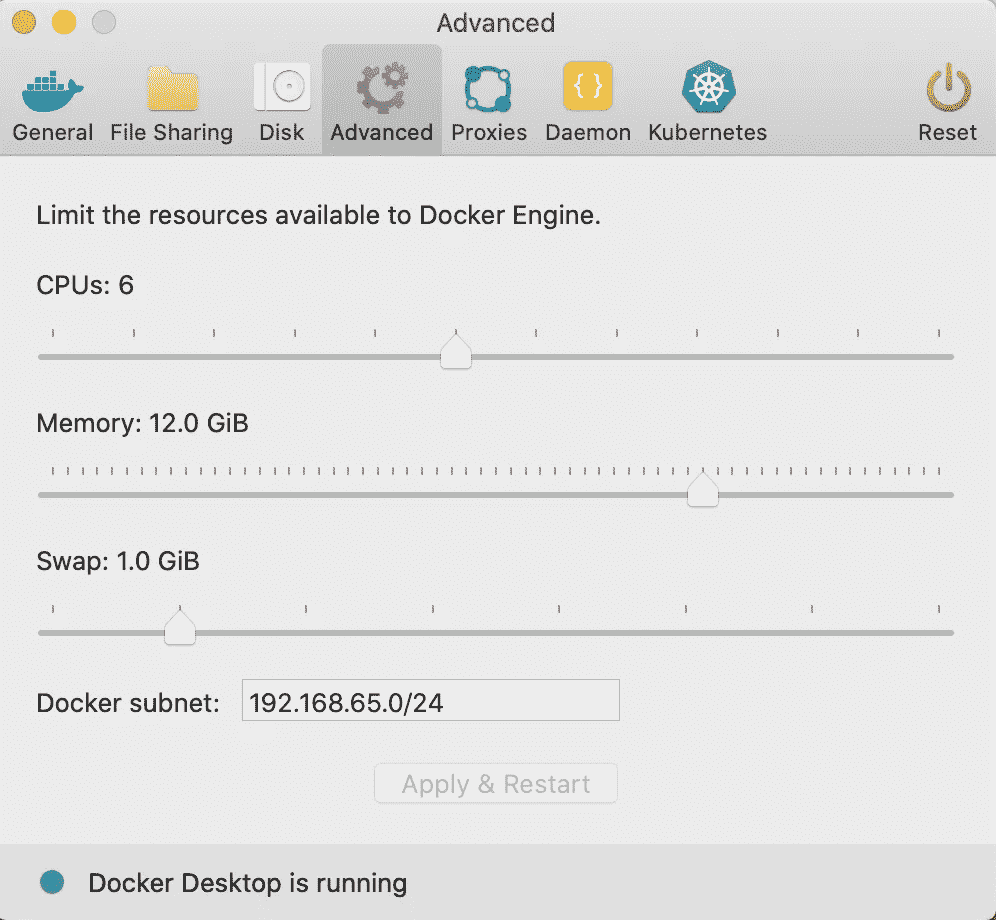 Advanced
General File Sharing Disk Advanced Proxies { } Daemon Kubernetes Reset
Limit the resources available to Docker Engine.
CPUs: 6
Memory: 12.0 GiB
Swap: 1.0 GiB
Docker subnet: 192.168.65.0/24
Apply & Restart
Docker Desktop is running